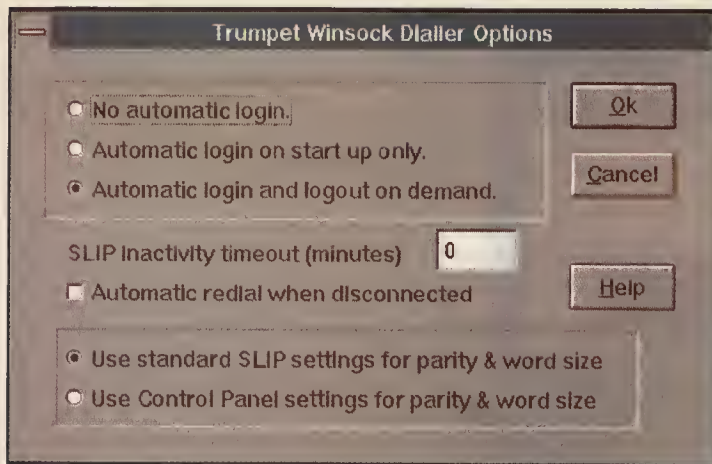 Trumpet Winsock Dialler Options
No automatic login.
Automatic login on start up only.
Automatic login and logout on demand.
Ok
Cancel
SLIP Inactivity timeout (minutes) 0
Automatic redial when disconnected
Help
Use standard SLIP settings for parity & word size
Use Control Panel settings for parity & word size